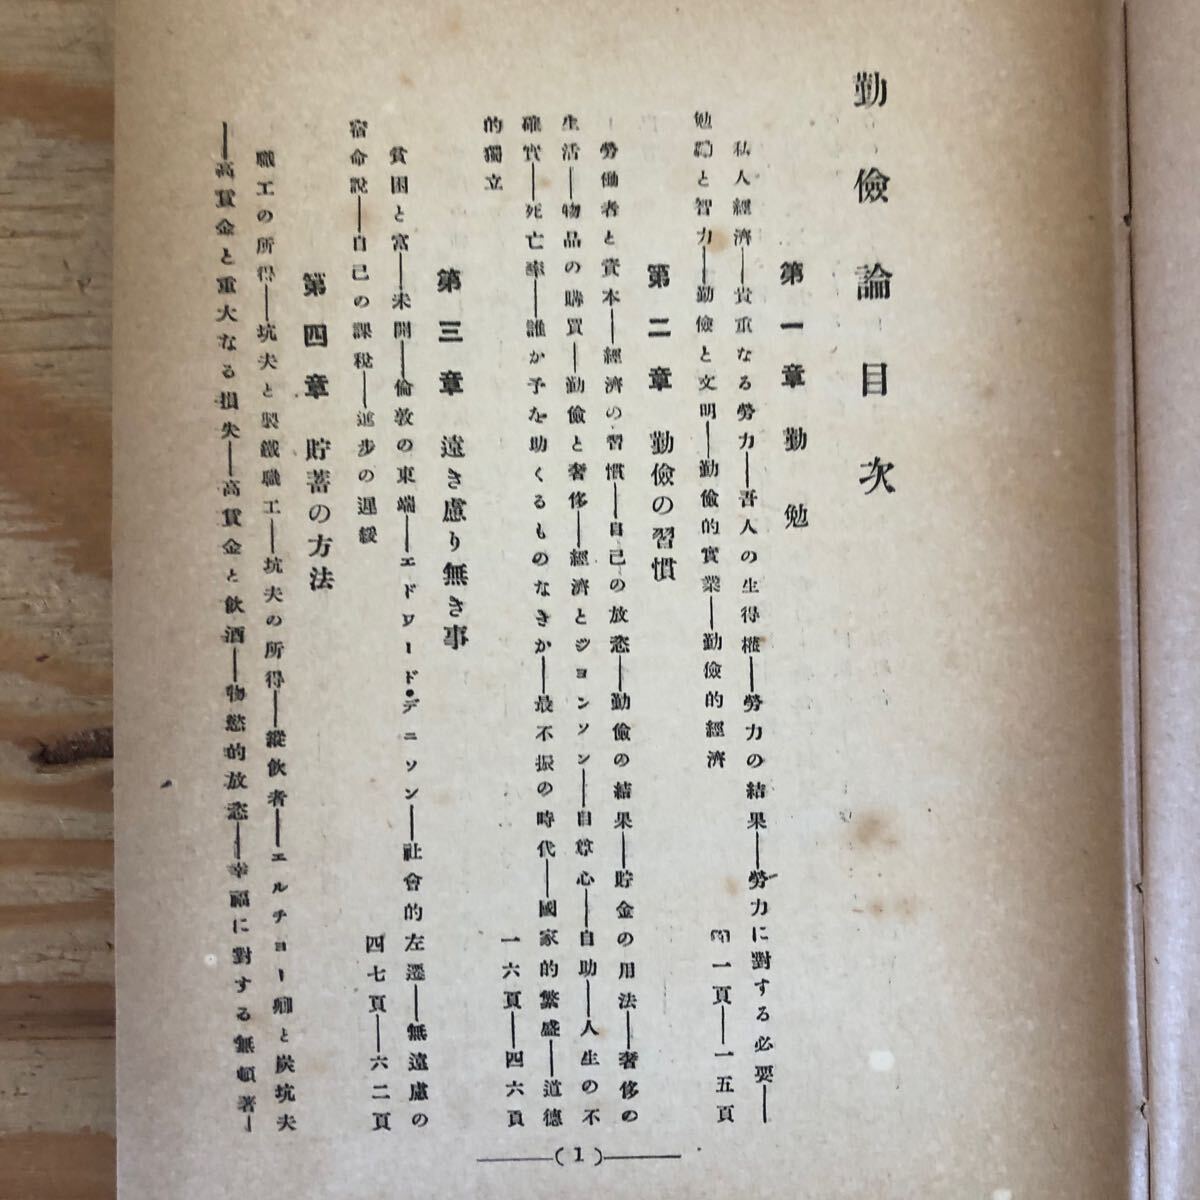 勤儉論目次
第一章 勤勉
私人經濟――貴重なる勞力――吾人の生得權――勞力の結果――勞力に對する必要――
勉と智力――勤儉と文明――勤儉的實業――勤儉的經濟
一頁――一五頁
第二章 勤儉の習慣
勞働者と資本――經濟の習慣――自己の放恣――勤儉の結果――貯金の用法――奢侈の
生活――物品の購買――勤儉と奢侈――經濟とジヨンソン――自尊心――自助――人生の不
確實――死亡率――誰か予を助くるものなきか――最不振の時代――國家的繁盛――道德
的獨立
一六頁――四六頁
第三章 遠き慮り無き事
貧困と富――未開――倫敦の東端――エドワード・デニソン――社會的左遷――無遠慮の
宿命說――自己の課稅――進步の遲緩
四七頁――六二頁
第四章 貯蓄の方法
職工の所得――坑夫と製鐵職工――坑夫の所得――縱飮者――エルチョー卿と炭坑夫
――高賃金と重大なる損失――高賃金と飮酒――物慾的放恣――幸福に對する無頓著――
(1)